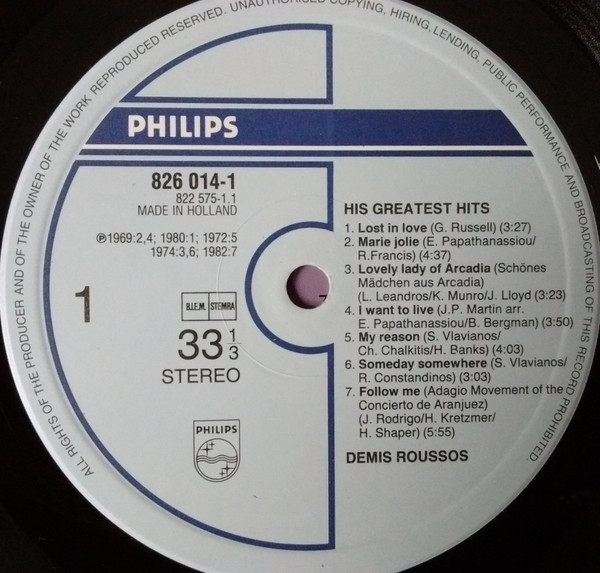 ALL RIGHTS OF THE PRODUCER AND OF THE OWNER OF THE WORK REPRODUCED RESERVED. UNAUTHORISED COPYING, HIRING, LENDING, PUBLIC PERFORMANCE AND BROADCASTING OF THIS RECORD PROHIBITED.
PHILIPS
826 014-1
822 575-1.1
MADE IN HOLLAND
℗1969:2,4; 1980:1; 1972:5
1974:3,6; 1982:7
1
B.I.E.M. STEMRA
33 1/3
STEREO
PHILIPS
HIS GREATEST HITS
1. Lost in love (G. Russell) (3:27)
2. Marie jolie (E. Papathanassiou/
R.Francis) (4:37)
3. Lovely lady of Arcadia (Schönes
Mädchen aus Arcadia)
(L. Leandros/K. Munro/J. Lloyd (3:23)
4. I want to live (J.P. Martin arr.
E. Papathanassiou/B. Bergman) (3:50)
5. My reason (S. Vlavianos/
Ch. Chalkitis/H. Banks) (4:03)
6. Someday somewhere (S. Vlavianos/
R. Constandinos) (3:03)
7. Follow me (Adagio Movement of the
Concierto de Aranjuez)
(J. Rodrigo/H. Kretzmer/
H. Shaper) (5:55)
DEMIS ROUSSOS